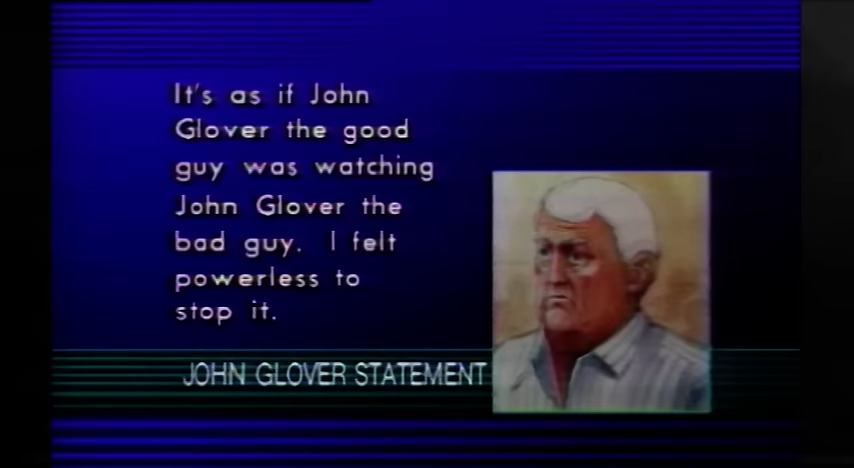 It's as if John
Glover the good
guy was watching
John Glover the
bad guy. I felt
powerless to
stop it.
JOHN GLOVER STATEMENT